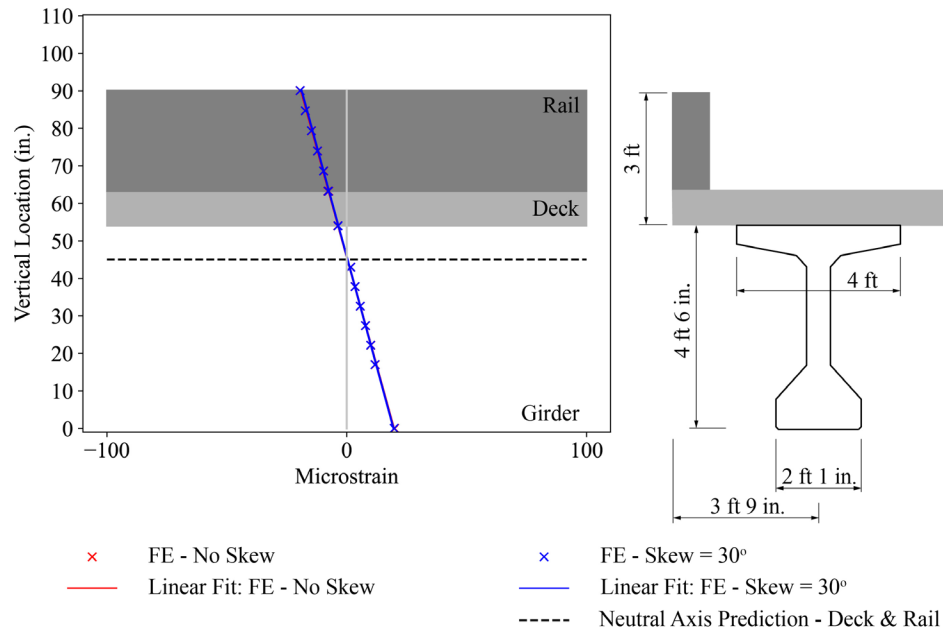 110
100
90
80
70
60
50
40
30
20
10
0
Vertical Location (in.)
−100
0
100
Microstrain
Rail
Deck
Girder
3 ft
4 ft
4 ft 6 in.
2 ft 1 in.
3 ft 9 in.
FE - No Skew
Linear Fit: FE - No Skew
FE - Skew = 30°
Linear Fit: FE - Skew = 30°
Neutral Axis Prediction - Deck & Rail